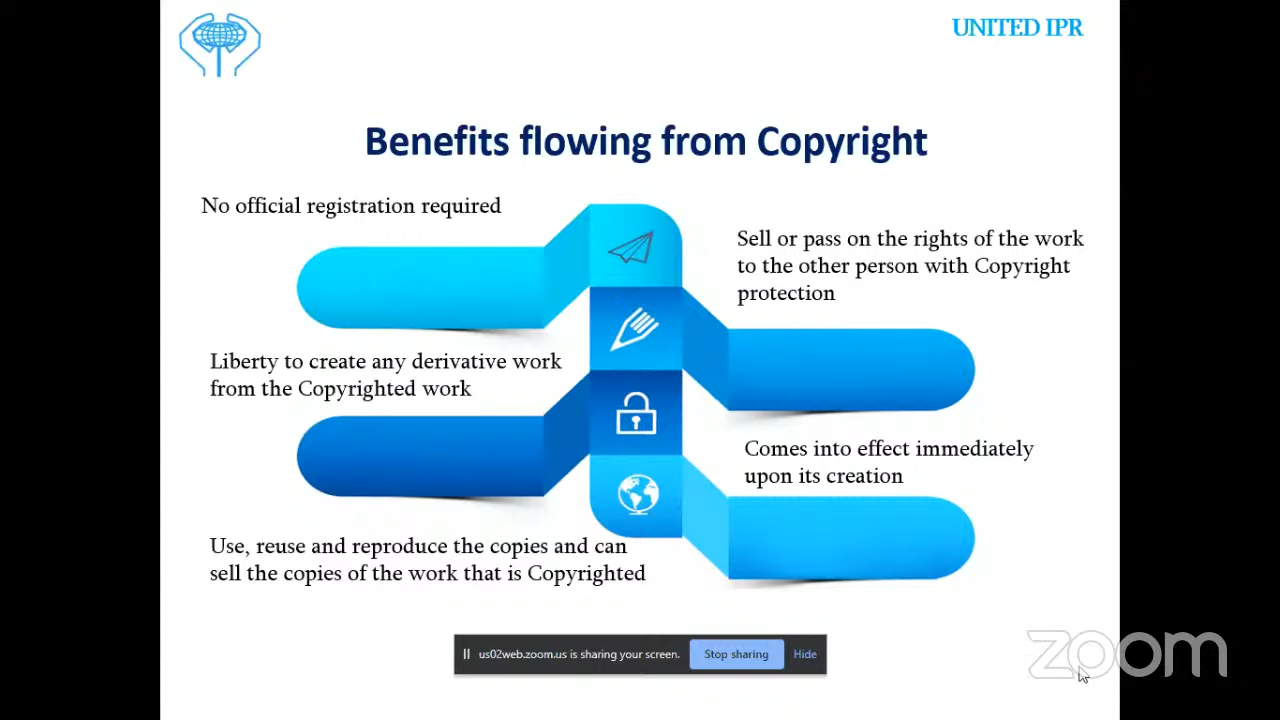 UNITED IPR
Benefits flowing from Copyright
No official registration required
Sell or pass on the rights of the work
to the other person with Copyright
protection
Liberty to create any derivative work
from the Copyrighted work
Comes into effect immediately
upon its creation
Use, reuse and reproduce the copies and can
sell the copies of the work that is Copyrighted
us02web.zoom.us is sharing your screen. Stop sharing Hide
zoom